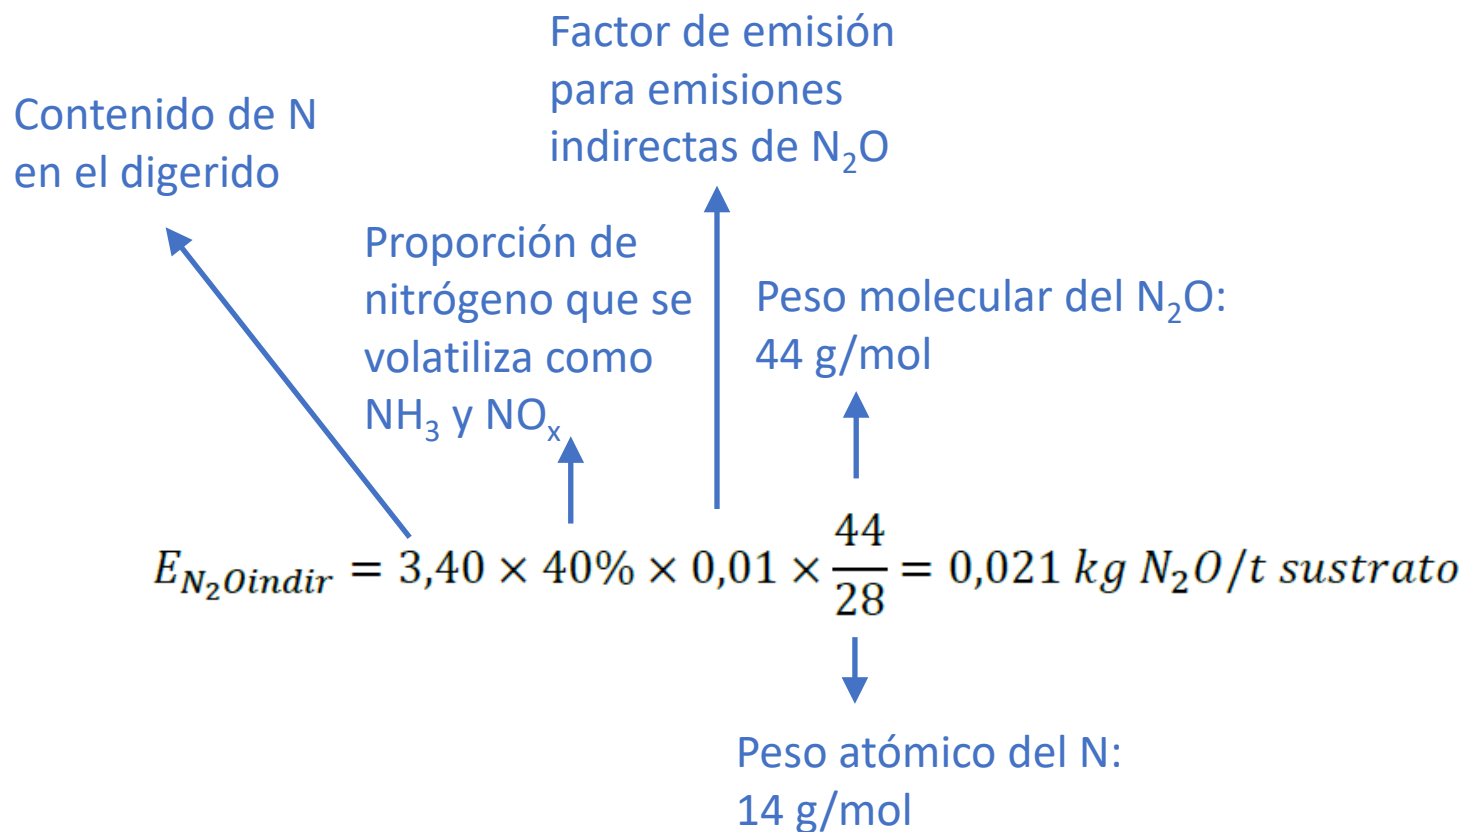 Factor de emisión
para emisiones
indirectas de N₂O
Contenido de N
en el digerido
Proporción de
nitrógeno que se
volatiliza como
NH₃ y NOₓ
Peso molecular del N₂O:
44 g/mol
E_{N₂Oindir} = 3,40 × 40% × 0,01 × 44/28 = 0,021 kg N₂O/t sustrato
Peso atómico del N:
14 g/mol